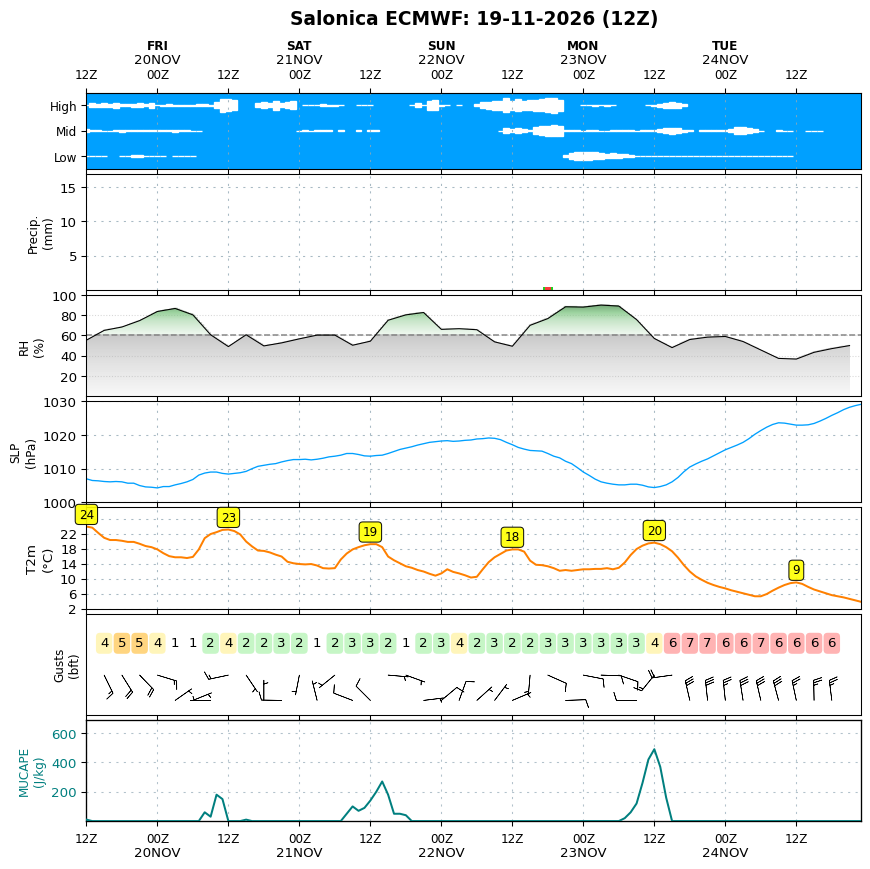 Salonica ECMWF: 19-11-2026 (12Z)
FRI SAT SUN MON TUE
20NOV 21NOV 22NOV 23NOV 24NOV
12Z 00Z 12Z 00Z 12Z 00Z 12Z 00Z 12Z 00Z 12Z
High
Mid
Low
Precip.
(mm)
15
10
5
RH
(%)
100
80
60
40
20
SLP
(hPa)
1030
1020
1010
1000
T2m
(°C)
22
18
14
10
6
2
24 23 19 18 20 9
Gusts
(bft)
4 5 5 4 1 1 2 4 2 2 3 2 1 2 3 3 2 1 2 3 4 2 3 2 2 3 3 3 3 3 3 4 6 7 7 6 6 7 6 6 6 6
MUCAPE
(J/kg)
600
400
200
12Z 00Z 12Z 00Z 12Z 00Z 12Z 00Z 12Z 00Z 12Z
20NOV 21NOV 22NOV 23NOV 24NOV